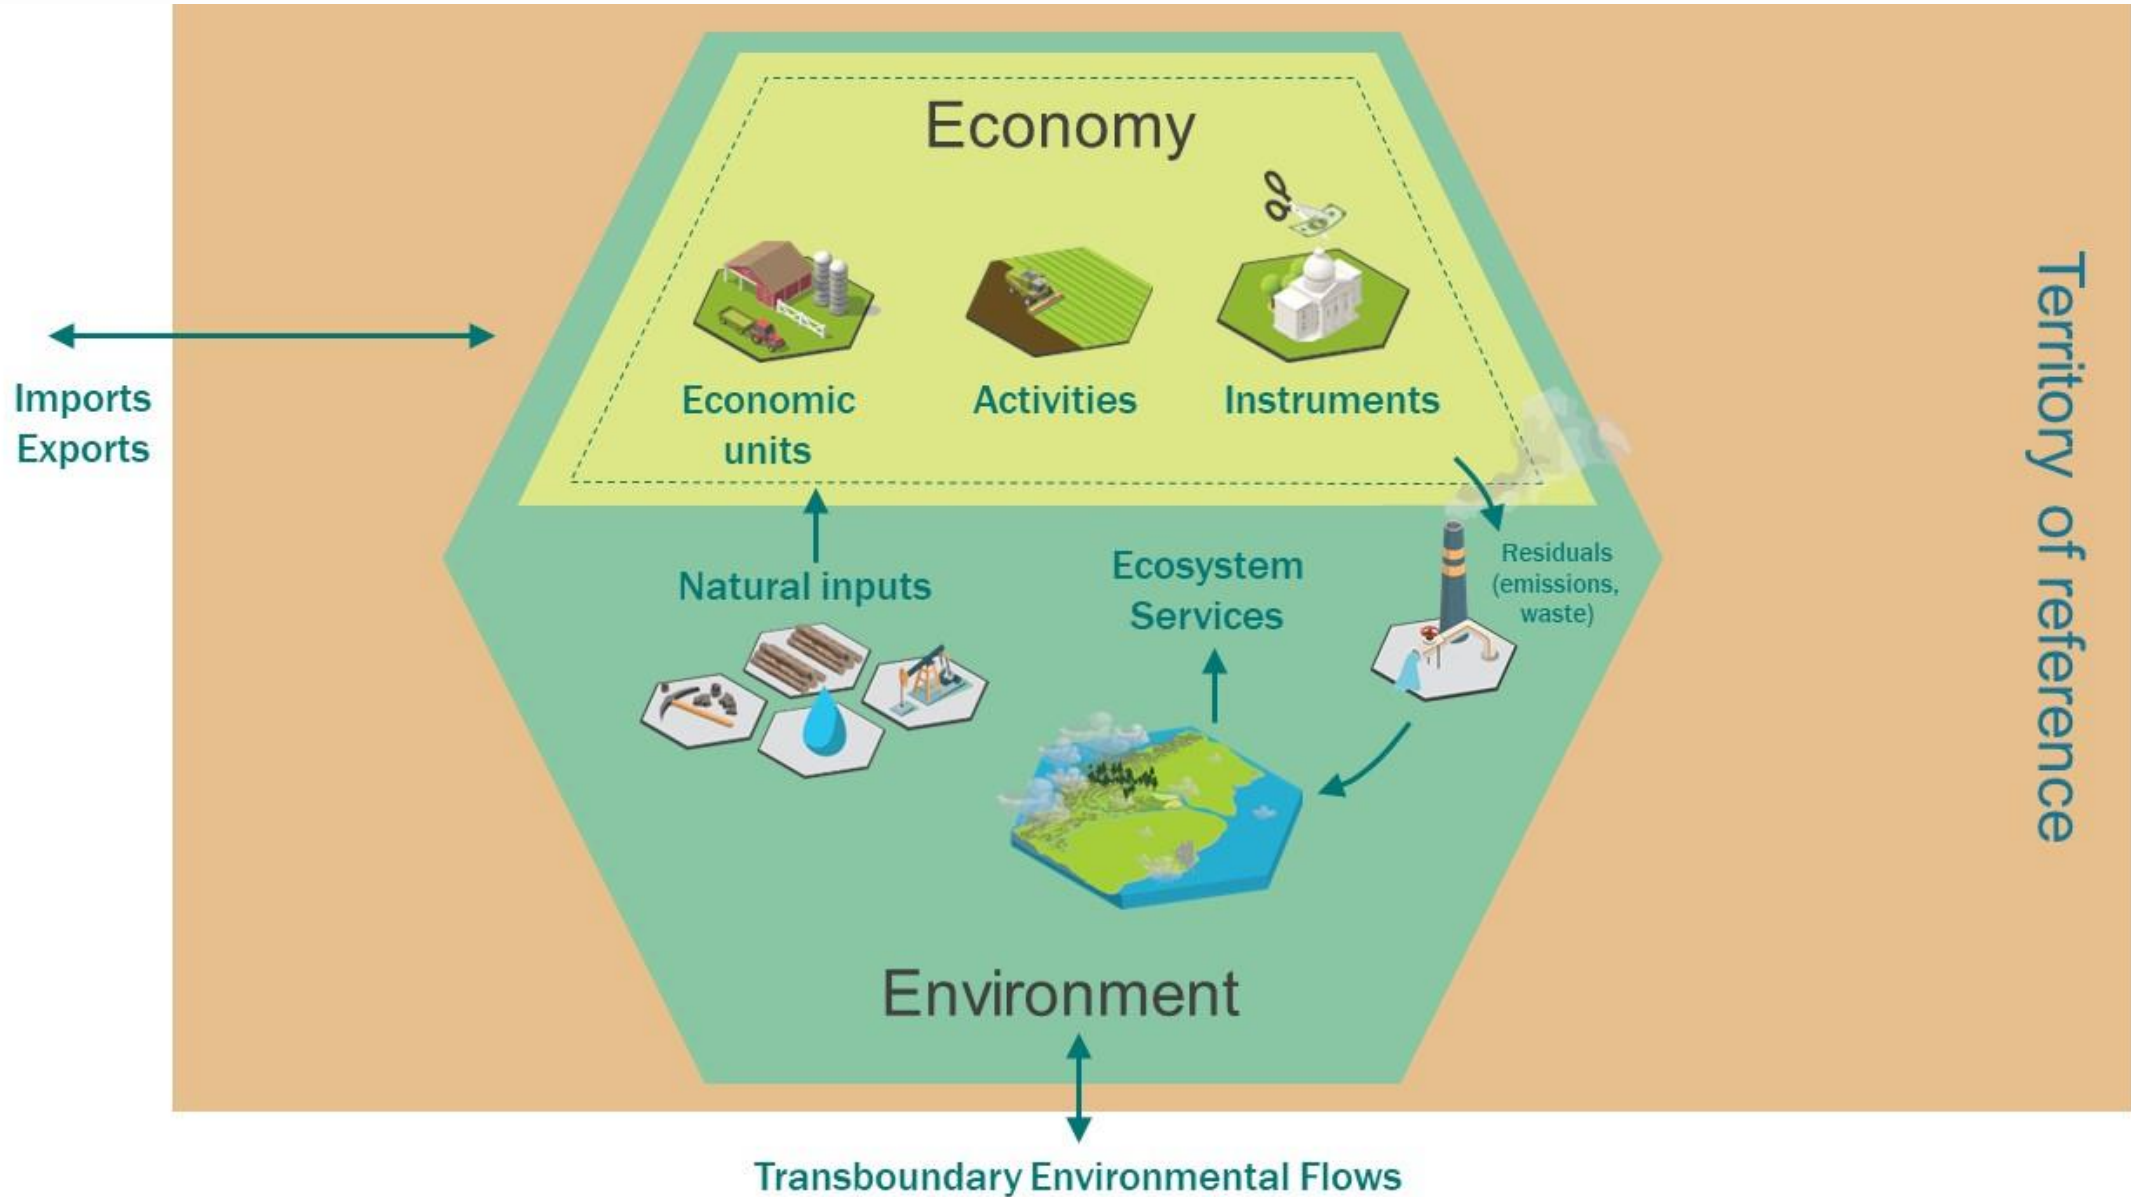 Economy
Economic
units
Activities
Instruments
Imports
Exports
Territory of reference
Natural inputs
Ecosystem
Services
Residuals
(emissions,
waste)
Environment
Transboundary Environmental Flows